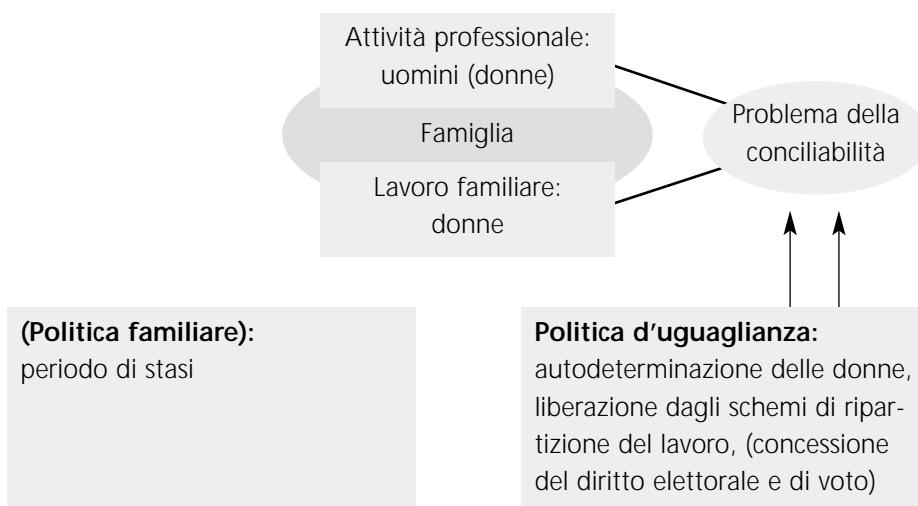 Attività professionale:
uomini (donne)
Famiglia
Lavoro familiare:
donne
Problema della
conciliabilità
(Politica familiare):
periodo di stasi
Politica d'uguaglianza:
autodeterminazione delle donne,
liberazione dagli schemi di ripar-
tizione del lavoro, (concessione
del diritto elettorale e di voto)